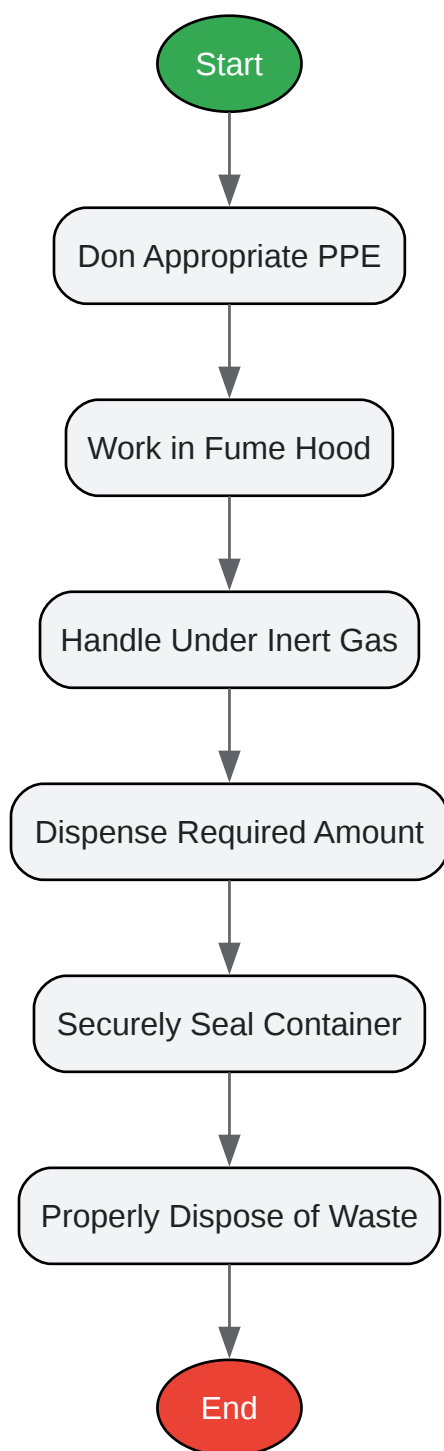 Start
Don Appropriate PPE
Work in Fume Hood
Handle Under Inert Gas
Dispense Required Amount
Securely Seal Container
Properly Dispose of Waste
End